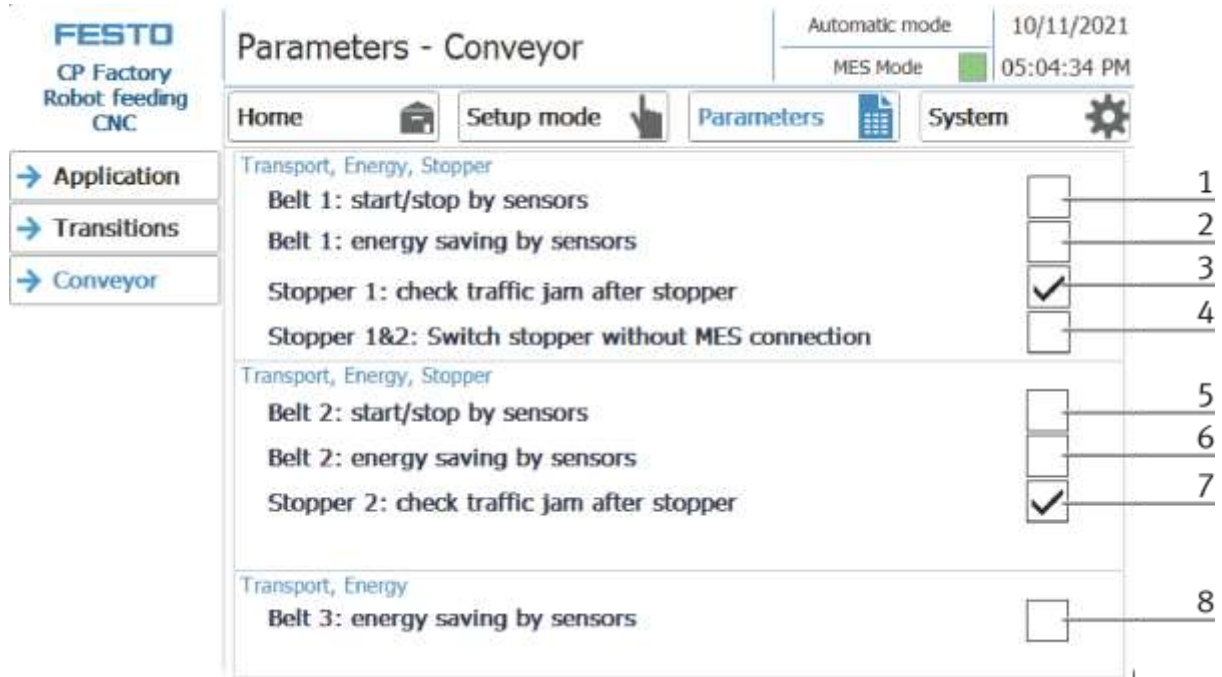 FESTO
CP Factory
Robot feeding
CNC
Parameters - Conveyor
Automatic mode
MES Mode
10/11/2021
05:04:34 PM
Home
Setup mode
Parameters
System
Application
Transitions
Conveyor
Transport, Energy, Stopper
Belt 1: start/stop by sensors
1
Belt 1: energy saving by sensors
2
Stopper 1: check traffic jam after stopper
3
Stopper 1&2: Switch stopper without MES connection
4
Transport, Energy, Stopper
Belt 2: start/stop by sensors
5
Belt 2: energy saving by sensors
6
Stopper 2: check traffic jam after stopper
7
Transport, Energy
Belt 3: energy saving by sensors
8